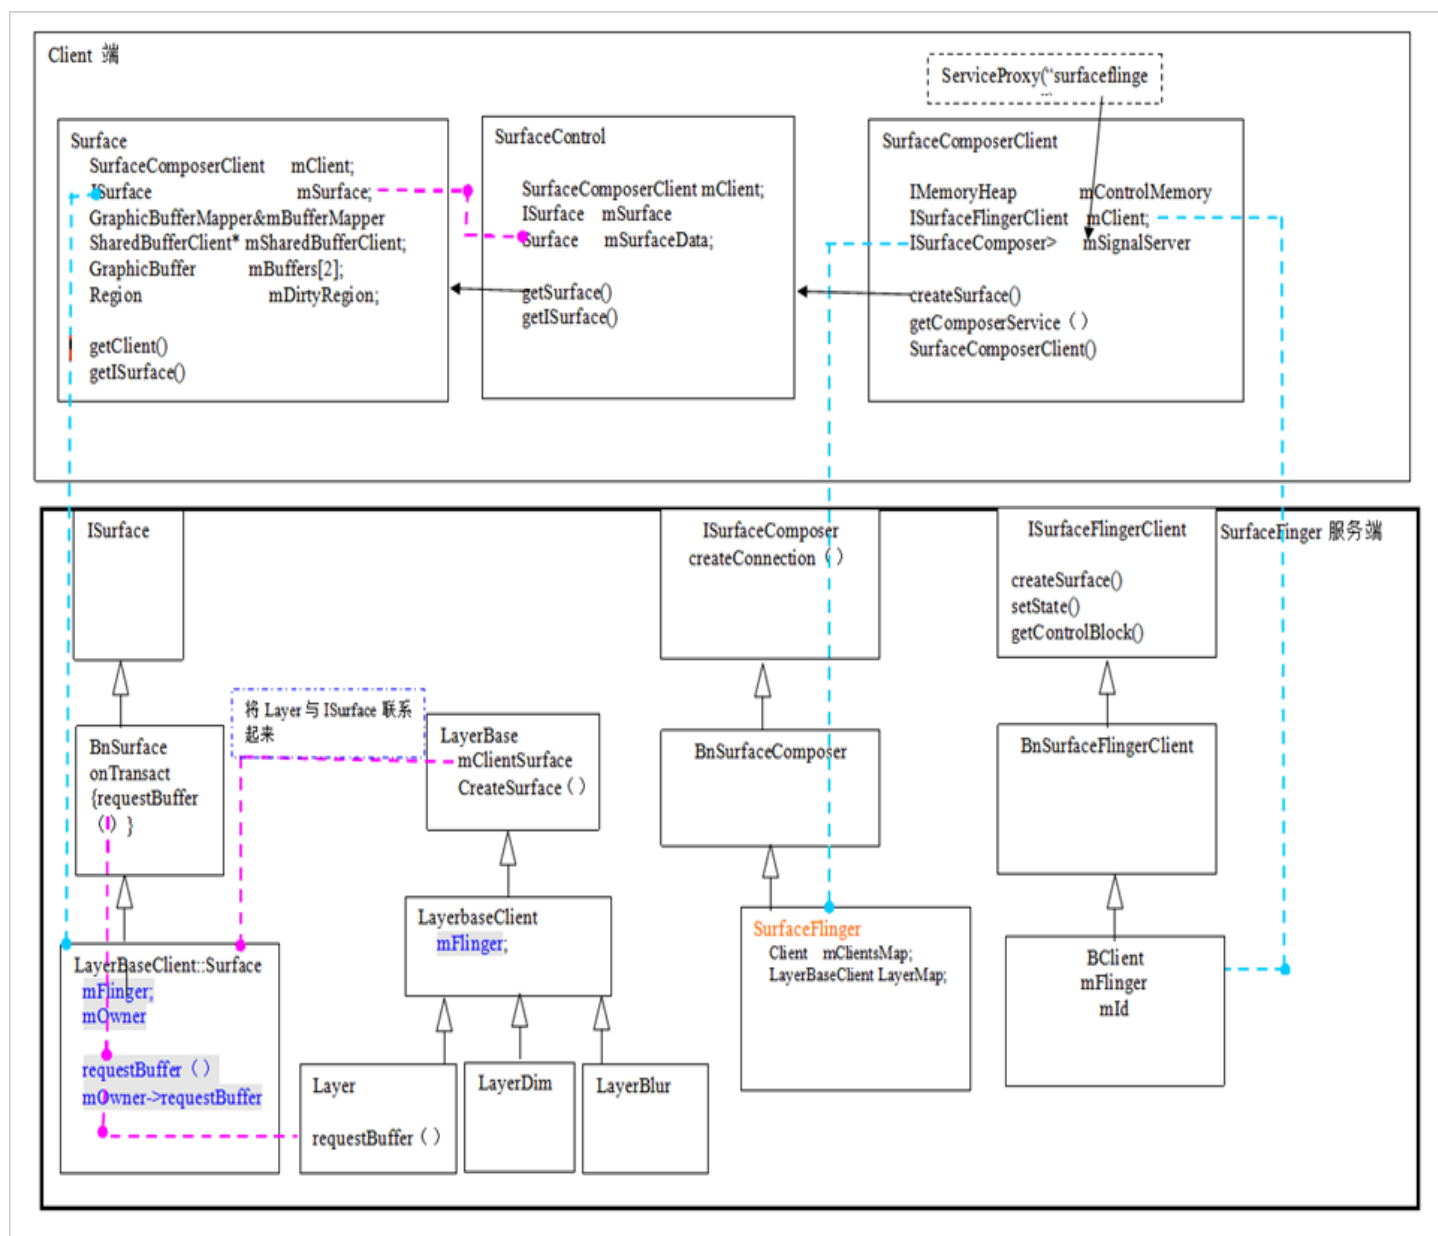 Client 端
ServiceProxy("surfaceflinge
Surface
SurfaceComposerClient mClient;
ISurface mSurface;
GraphicBufferMapper&mBufferMapper
SharedBufferClient* mSharedBufferClient;
GraphicBuffer mBuffers[2];
Region mDirtyRegion;
getClient()
getISurface()
SurfaceControl
SurfaceComposerClient mClient;
ISurface mSurface
Surface mSurfaceData;
getSurface()
getISurface()
SurfaceComposerClient
IMemoryHeap mControlMemory
ISurfaceFlingerClient mClient;
ISurfaceComposer> mSignalServer
createSurface()
getComposerService（）
SurfaceComposerClient()
SurfaceFinger 服务端
ISurface
BnSurface
onTransact
{requestBuffer
（）}
LayerBaseClient::Surface
mFlinger;
mOwner
requestBuffer（）
mOwner->requestBuffer
将 Layer 与 ISurface 联系
起来
LayerBase
mClientSurface
CreateSurface（）
LayerbaseClient
mFlinger;
Layer
requestBuffer（）
LayerDim
LayerBlur
ISurfaceComposer
createConnection（）
BnSurfaceComposer
SurfaceFlinger
Client mClientsMap;
LayerBaseClient LayerMap;
ISurfaceFlingerClient
createSurface()
setState()
getControlBlock()
BnSurfaceFlingerClient
BClient
mFlinger
mId